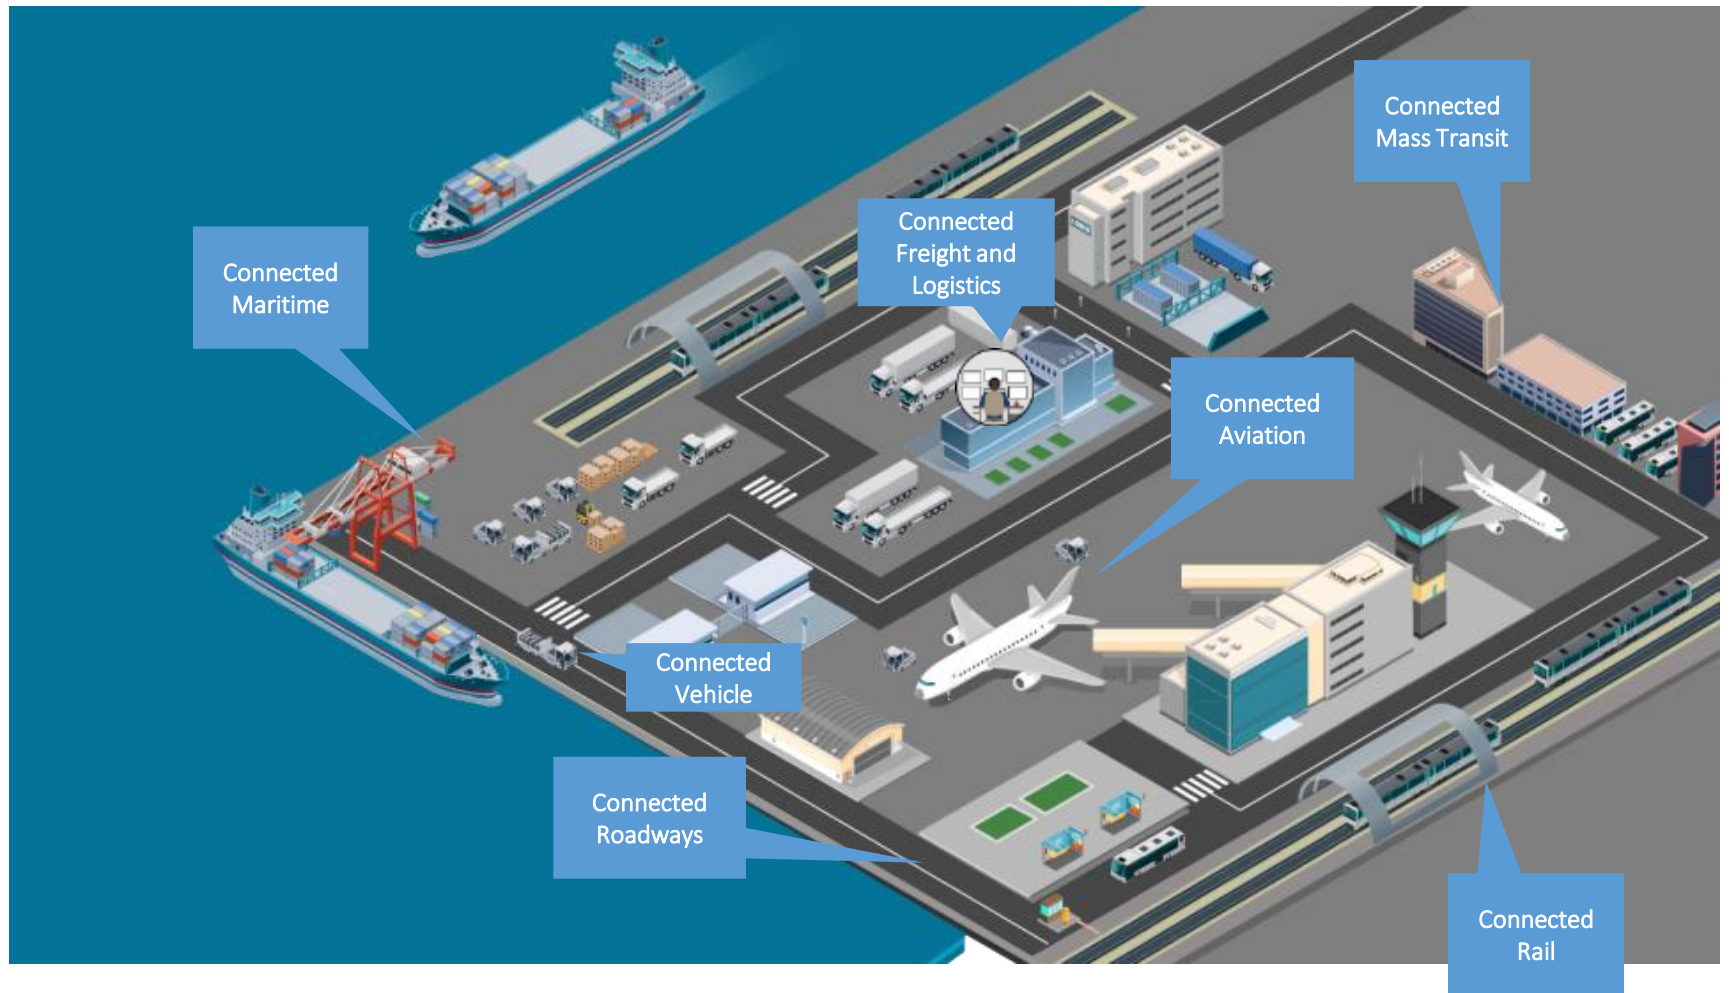 Connected
Mass Transit
Connected
Freight and
Logistics
Connected
Maritime
Connected
Aviation
Connected
Vehicle
Connected
Roadways
Connected
Rail